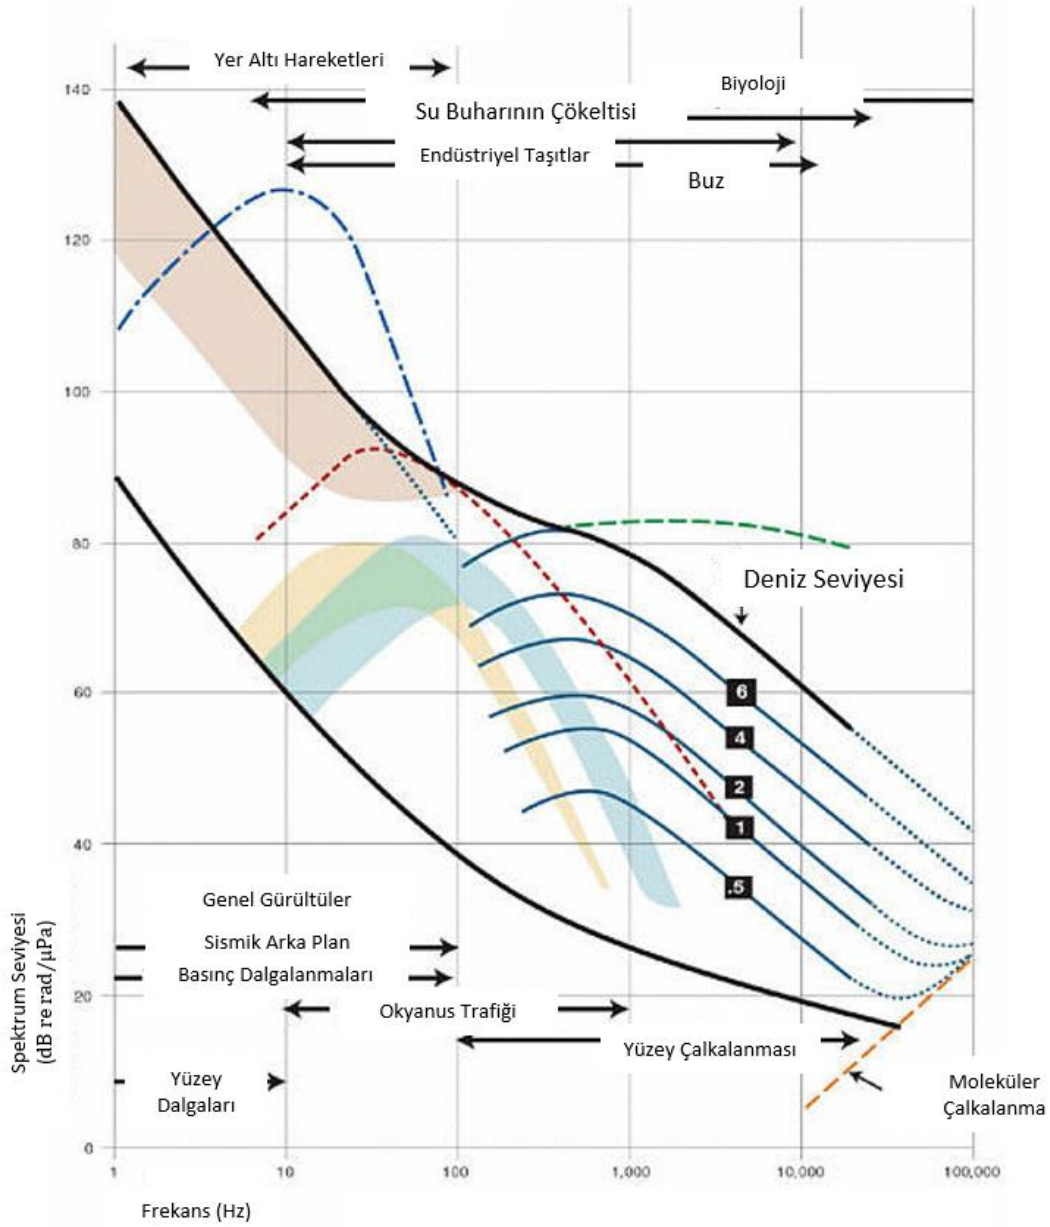 Yer Altı Hareketleri
140
Biyoloji
Su Buharının Çökeltisi
Endüstriyel Taşıtlar
Buz
120
100
80
Deniz Seviyesi
60
6
4
2
1
.5
40
Genel Gürültüler
Sismik Arka Plan
Basınç Dalgalanmaları
20
Okyanus Trafiği
Yüzey Çalkalanması
Yüzey
Dalgaları
Moleküler
Çalkalanma
0
Spektrum Seviyesi
(dB re rad/µPa)
1
10
100
1,000
10,000
100,000
Frekans (Hz)